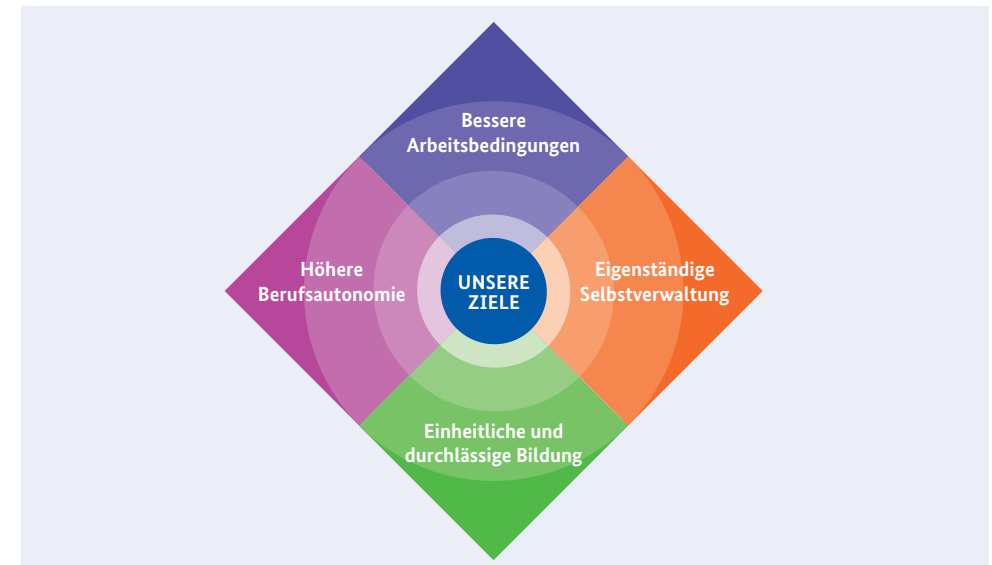 Bessere
Arbeitsbedingungen
Höhere
Berufsautonomie
UNSERE
ZIELE
Eigenständige
Selbstverwaltung
Einheitliche und
durchlässige Bildung